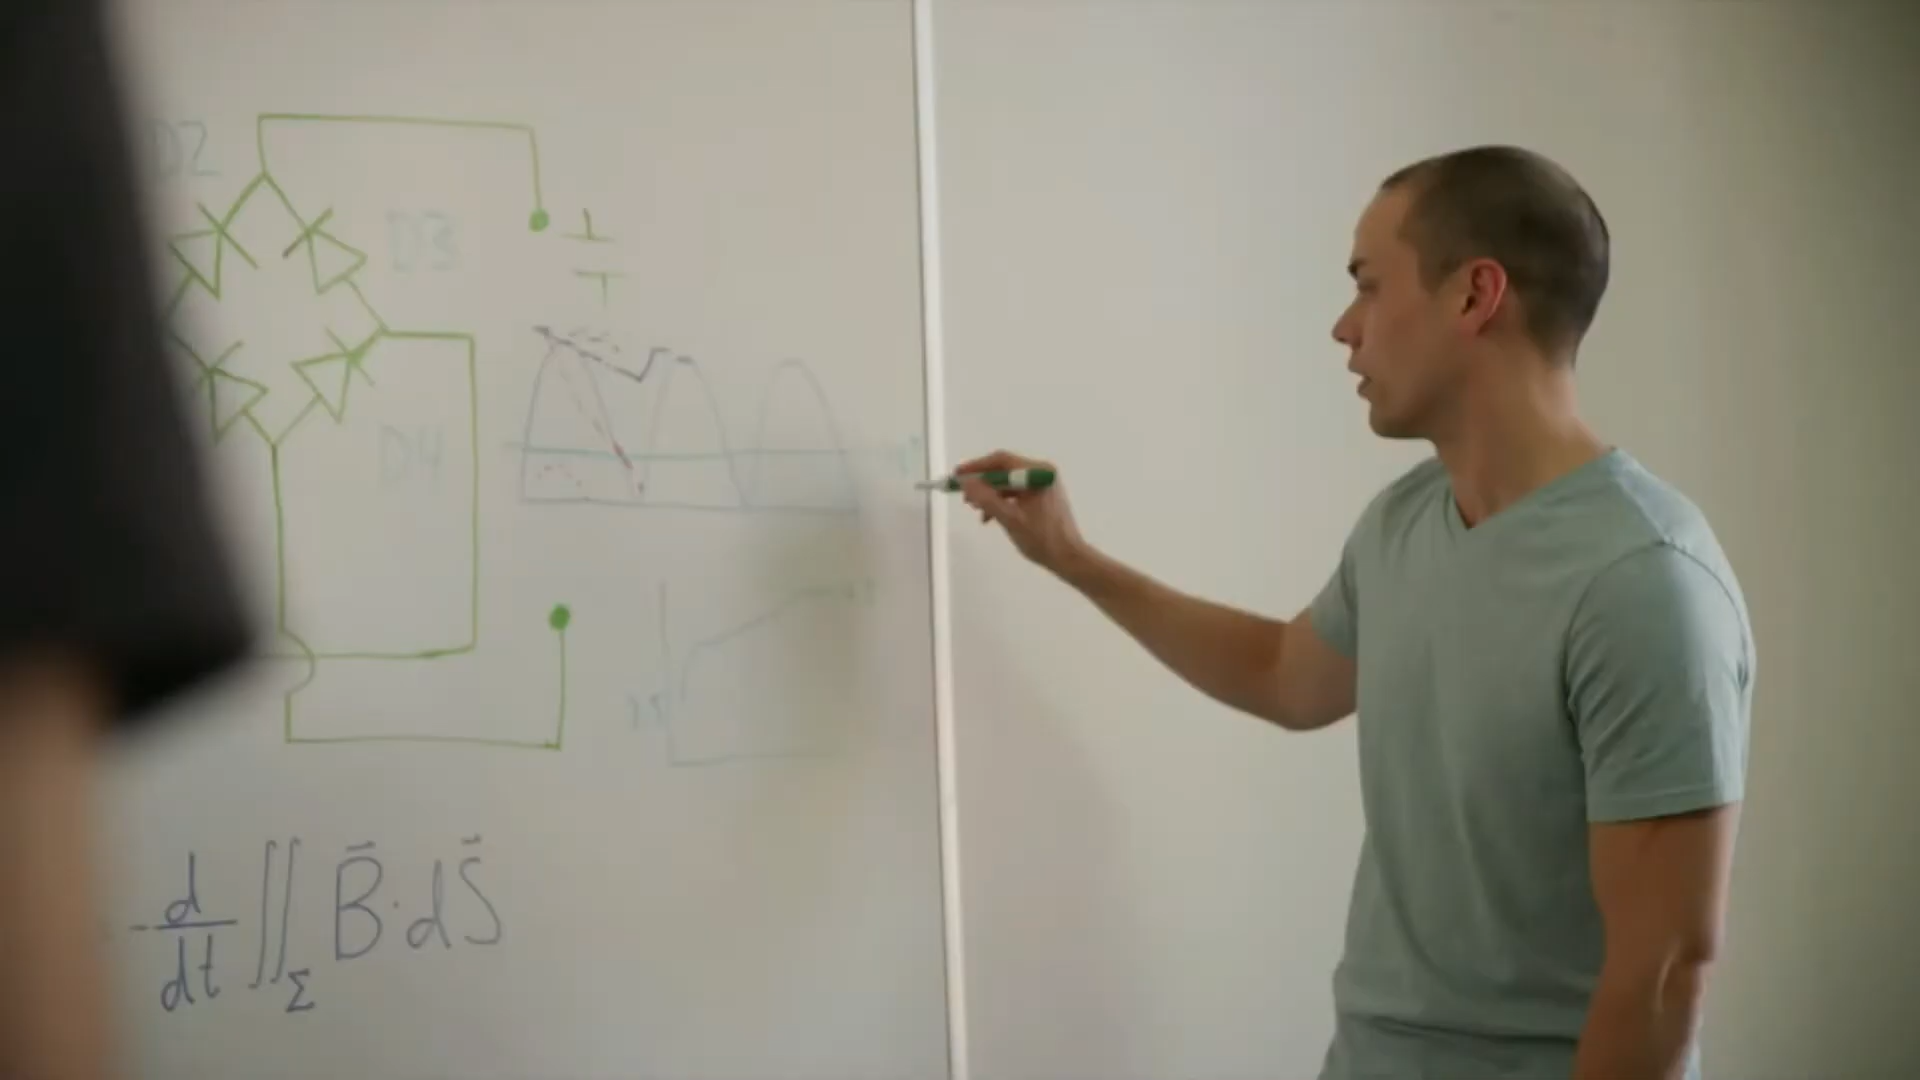 D2
D3
D4
-d/dt ∬_Σ B̄ · dS̄